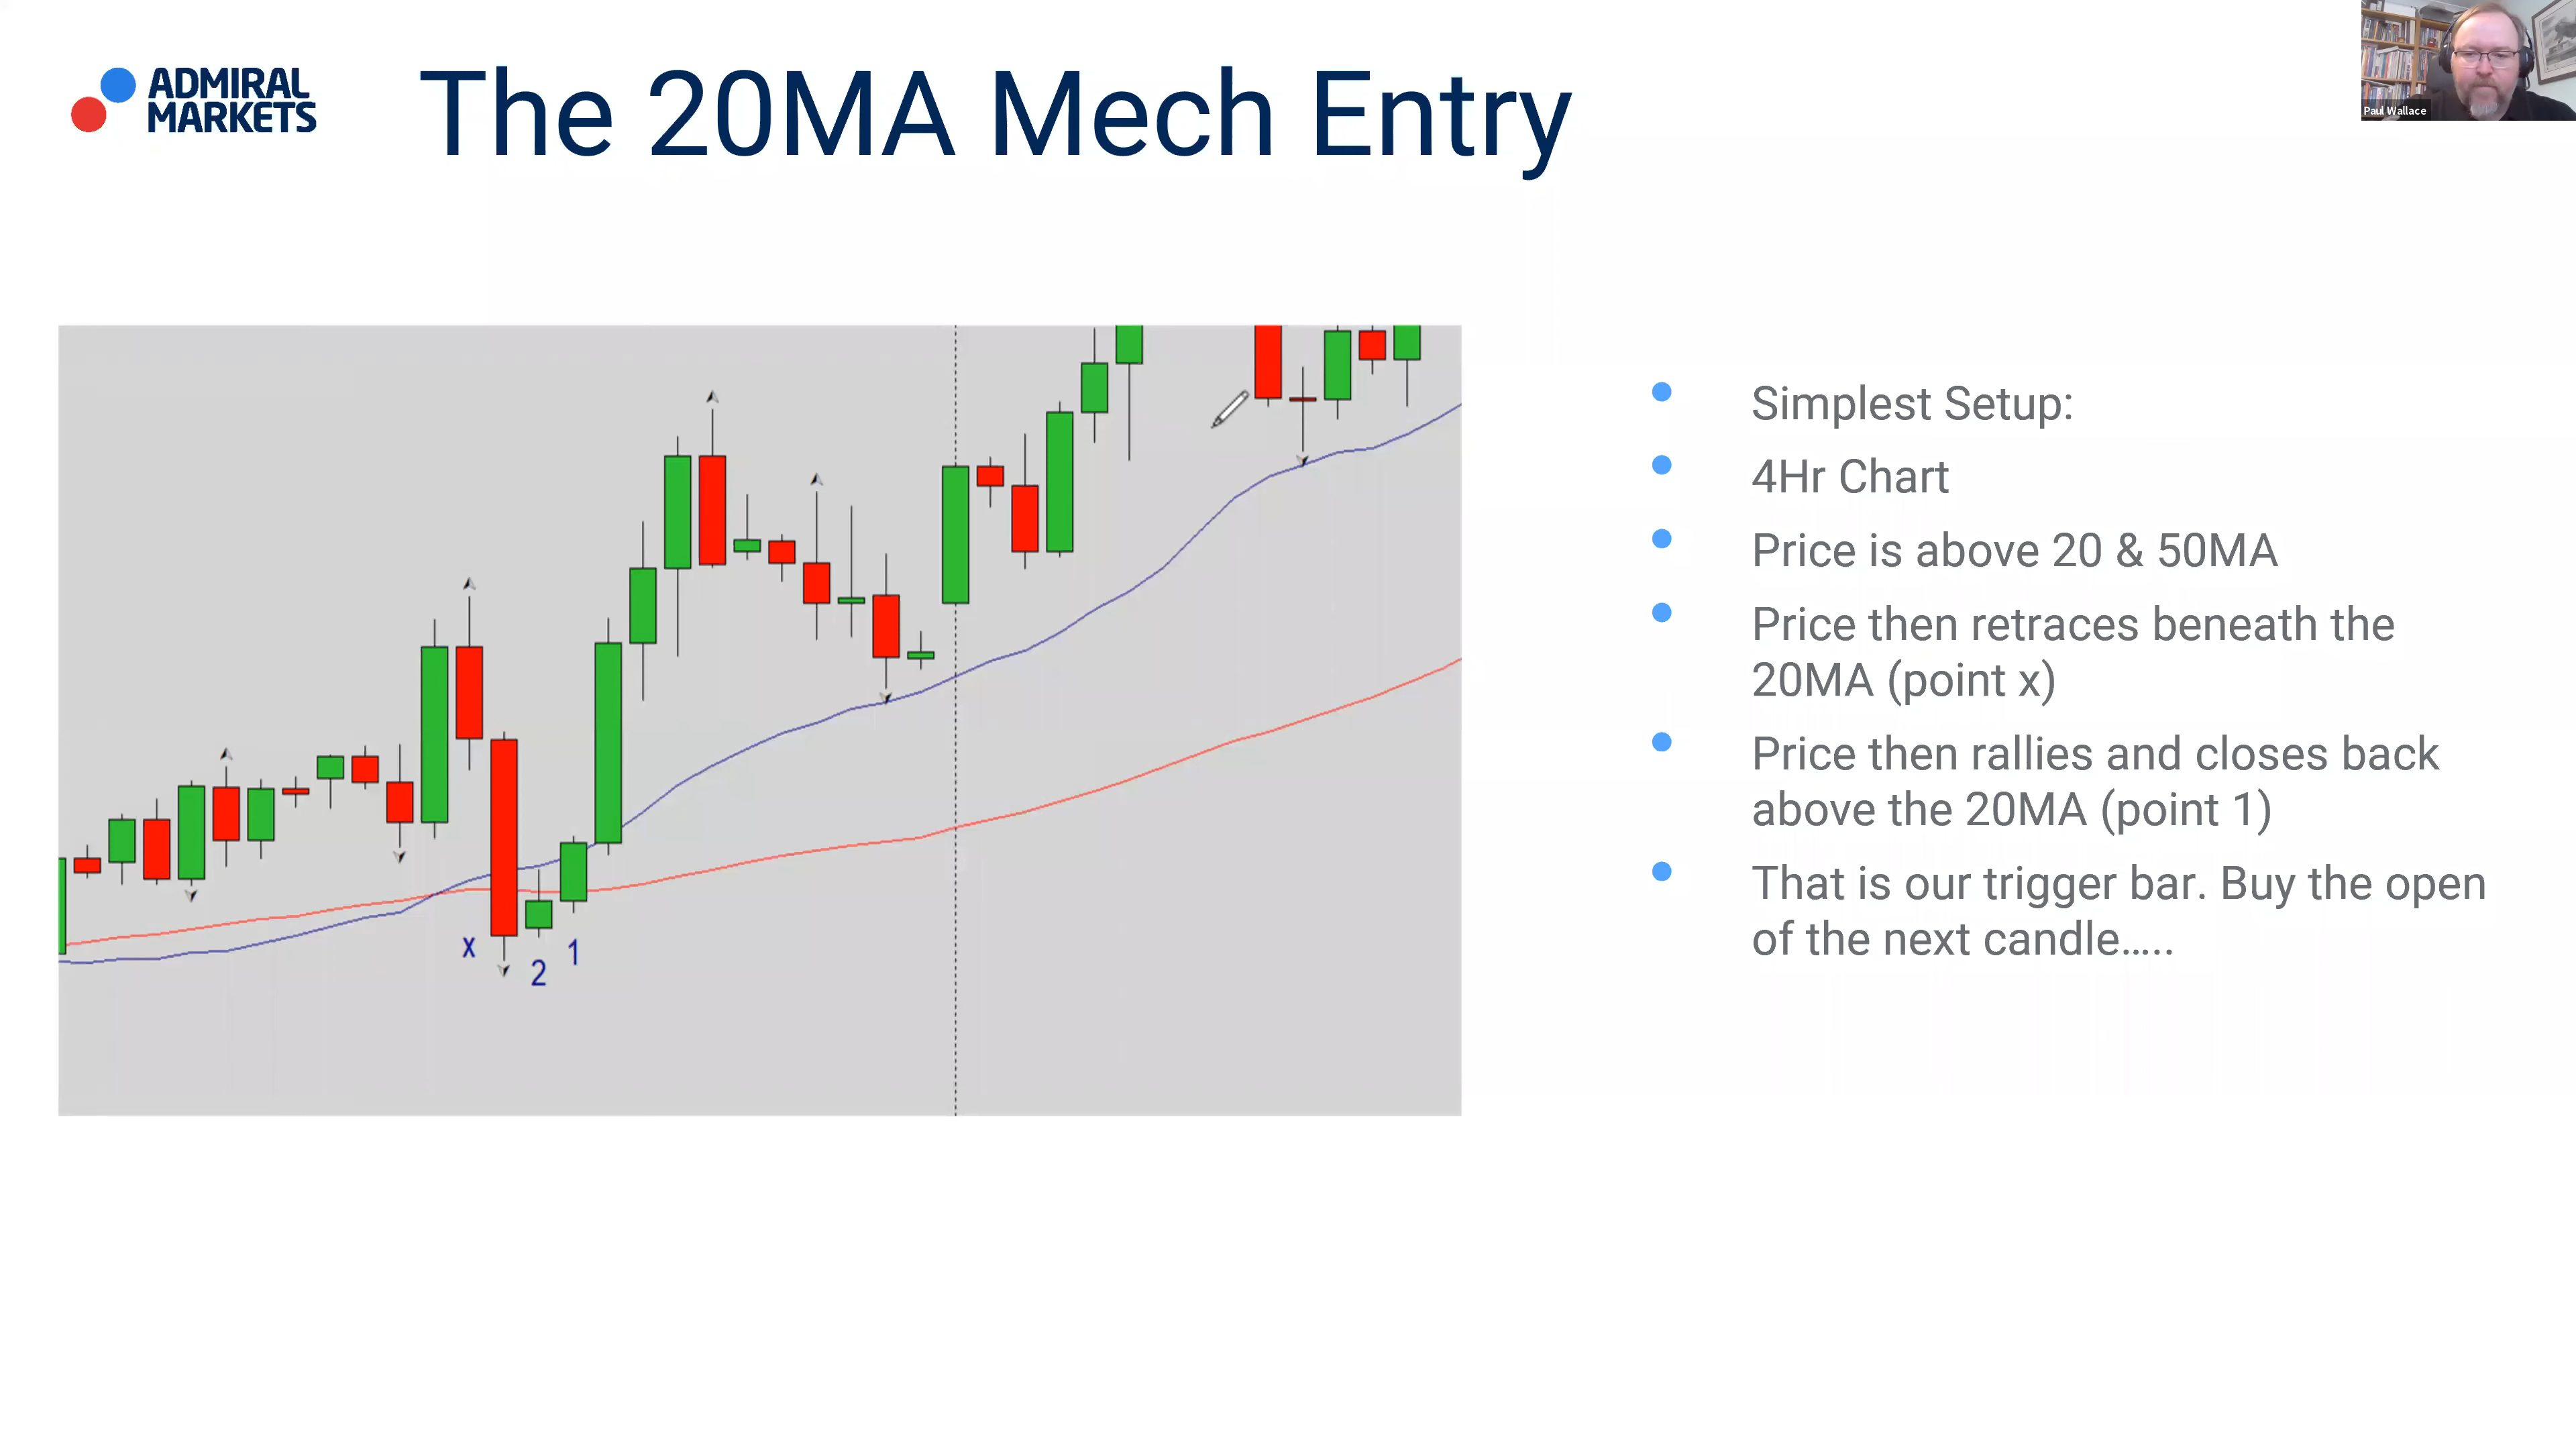 ADMIRAL
MARKETS
The 20MA Mech Entry
Paul Wallace
x
2
1
Simplest Setup:
4Hr Chart
Price is above 20 & 50MA
Price then retraces beneath the
20MA (point x)
Price then rallies and closes back
above the 20MA (point 1)
That is our trigger bar. Buy the open
of the next candle…..